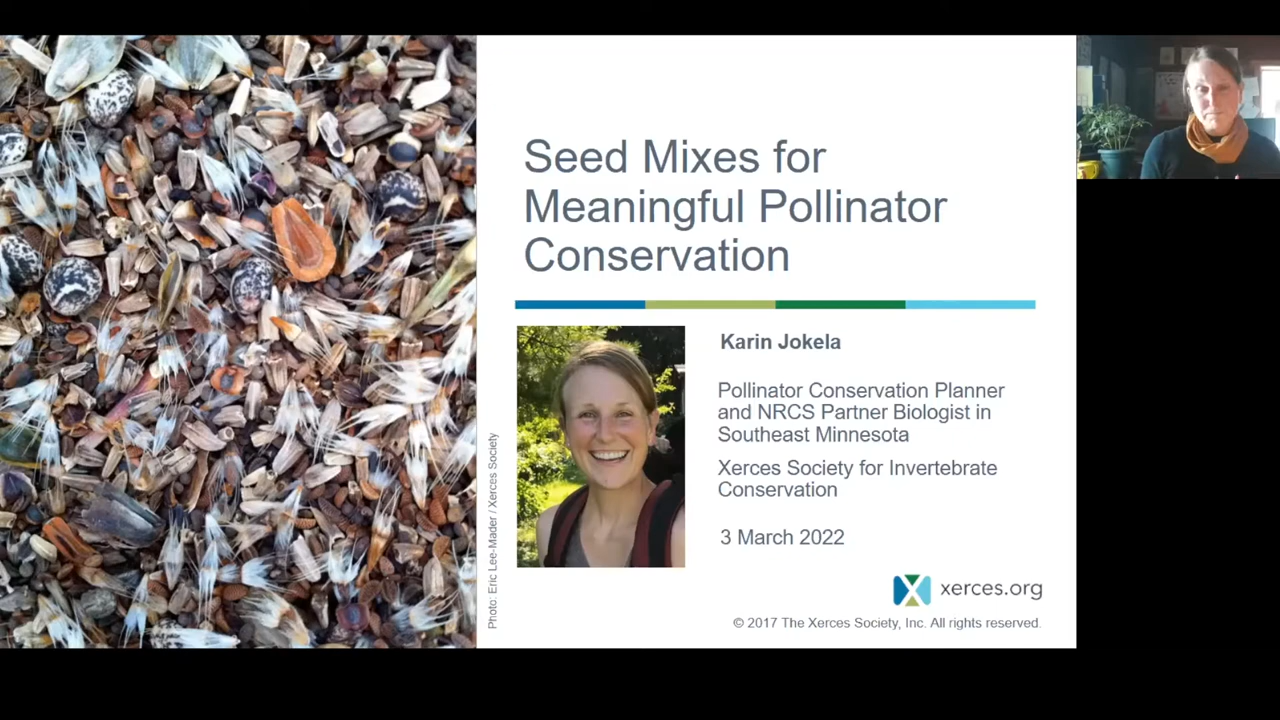 Seed Mixes for
Meaningful Pollinator
Conservation
Karin Jokela
Pollinator Conservation Planner
and NRCS Partner Biologist in
Southeast Minnesota
Xerces Society for Invertebrate
Conservation
3 March 2022
Photo: Eric Lee-Mader / Xerces Society
xerces.org
© 2017 The Xerces Society, Inc. All rights reserved.